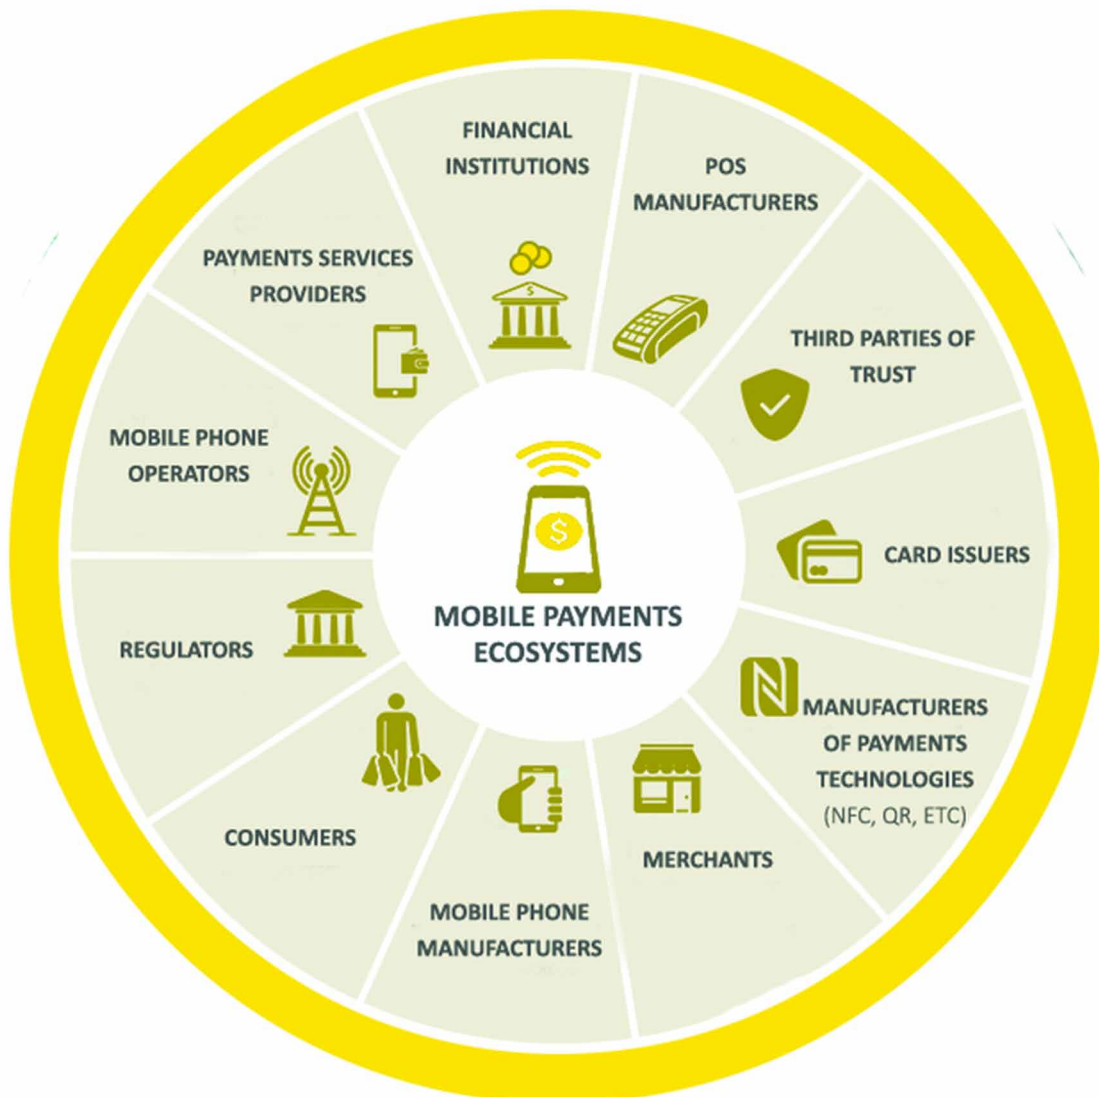 FINANCIAL
INSTITUTIONS
POS
MANUFACTURERS
THIRD PARTIES OF
TRUST
CARD ISSUERS
MANUFACTURERS
OF PAYMENTS
TECHNOLOGIES
(NFC, QR, ETC)
MERCHANTS
MOBILE PHONE
MANUFACTURERS
CONSUMERS
REGULATORS
MOBILE PHONE
OPERATORS
PAYMENTS SERVICES
PROVIDERS
$
$
MOBILE PAYMENTS
ECOSYSTEMS